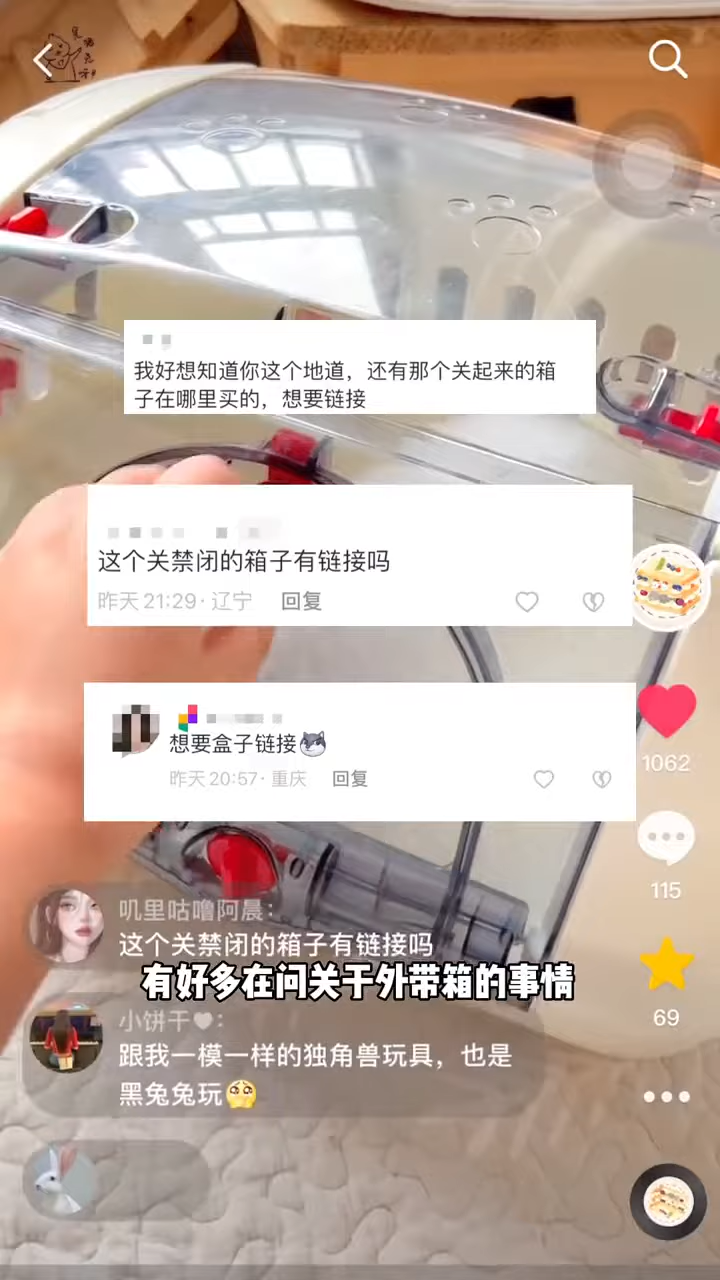 我好想知道你这个地道，还有那个关起来的箱
子在哪里买的，想要链接
这个关禁闭的箱子有链接吗
昨天21:29·辽宁 回复
想要盒子链接
昨天20:57·重庆 回复
1062
115
叽里咕噜阿晨：
这个关禁闭的箱子有链接吗
有好多在问关于外带箱的事情
69
小饼干♥：
跟我一模一样的独角兽玩具，也是
黑兔兔玩🥺